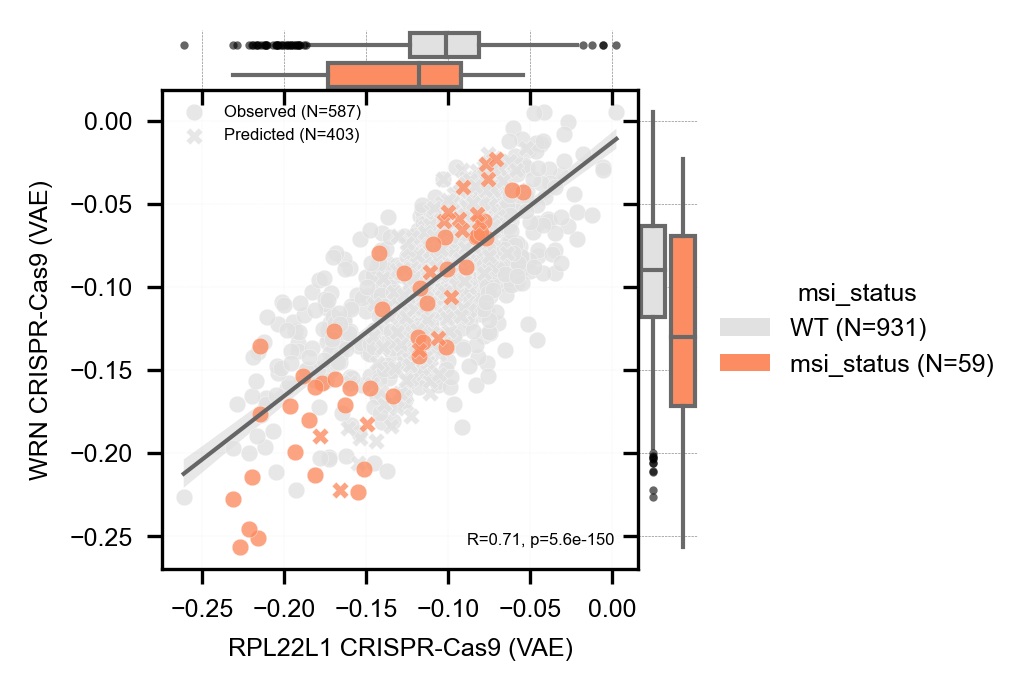 Observed (N=587)
Predicted (N=403)
0.00
−0.05
−0.10
−0.15
−0.20
−0.25
WRN CRISPR-Cas9 (VAE)
R=0.71, p=5.6e-150
−0.25 −0.20 −0.15 −0.10 −0.05 0.00
RPL22L1 CRISPR-Cas9 (VAE)
msi_status
WT (N=931)
msi_status (N=59)